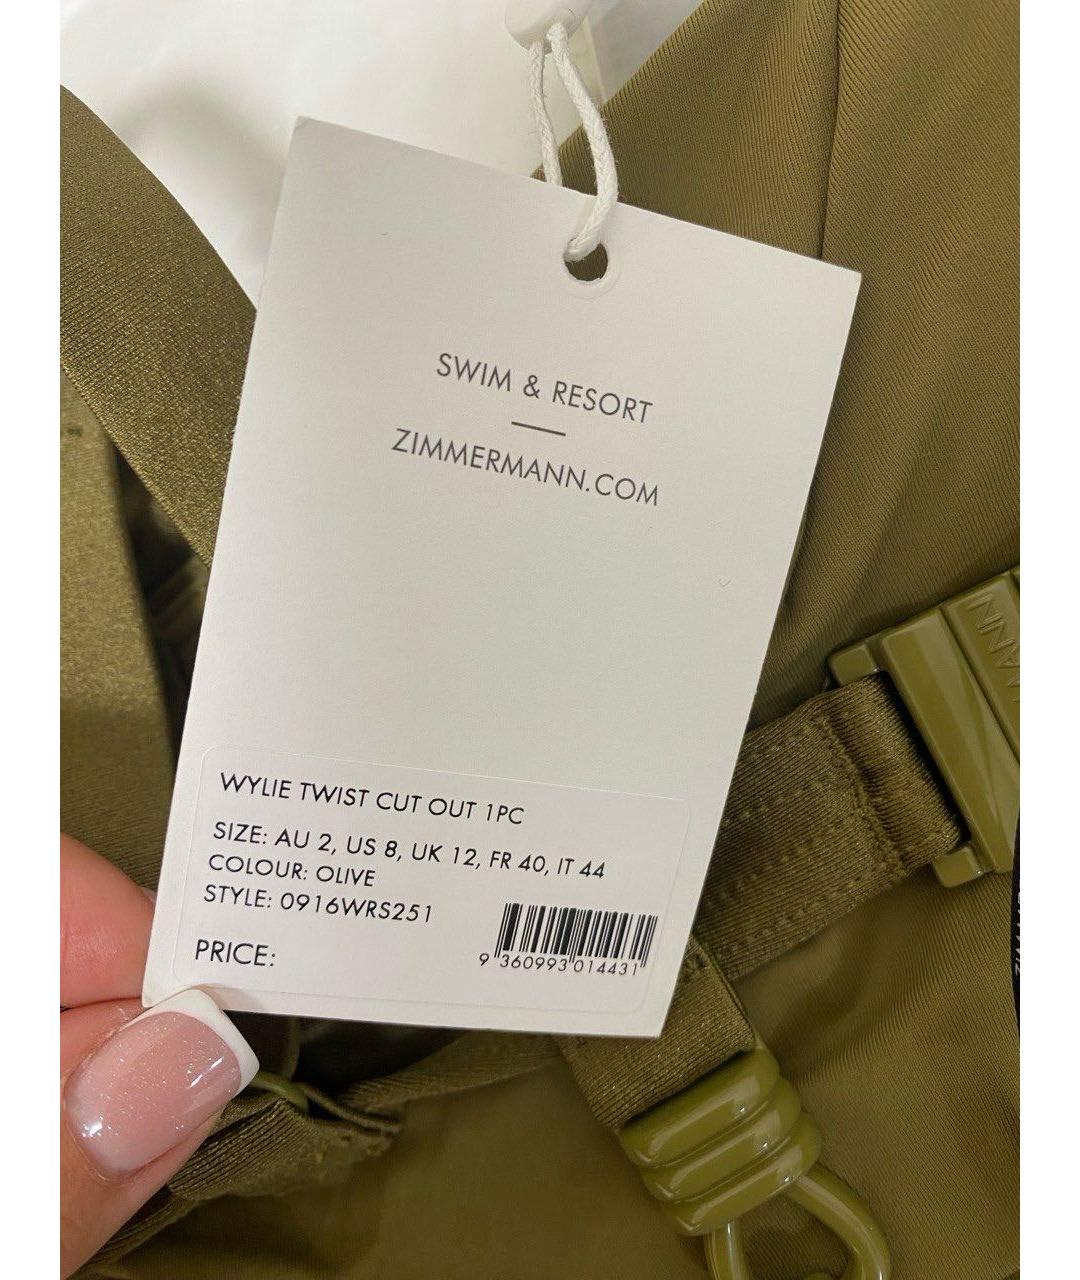 SWIM & RESORT
ZIMMERMANN.COM
WYLIE TWIST CUT OUT 1PC
SIZE: AU 2, US 8, UK 12, FR 40, IT 44
COLOUR: OLIVE
STYLE: 0916WRS251
PRICE:
9 360993 014431